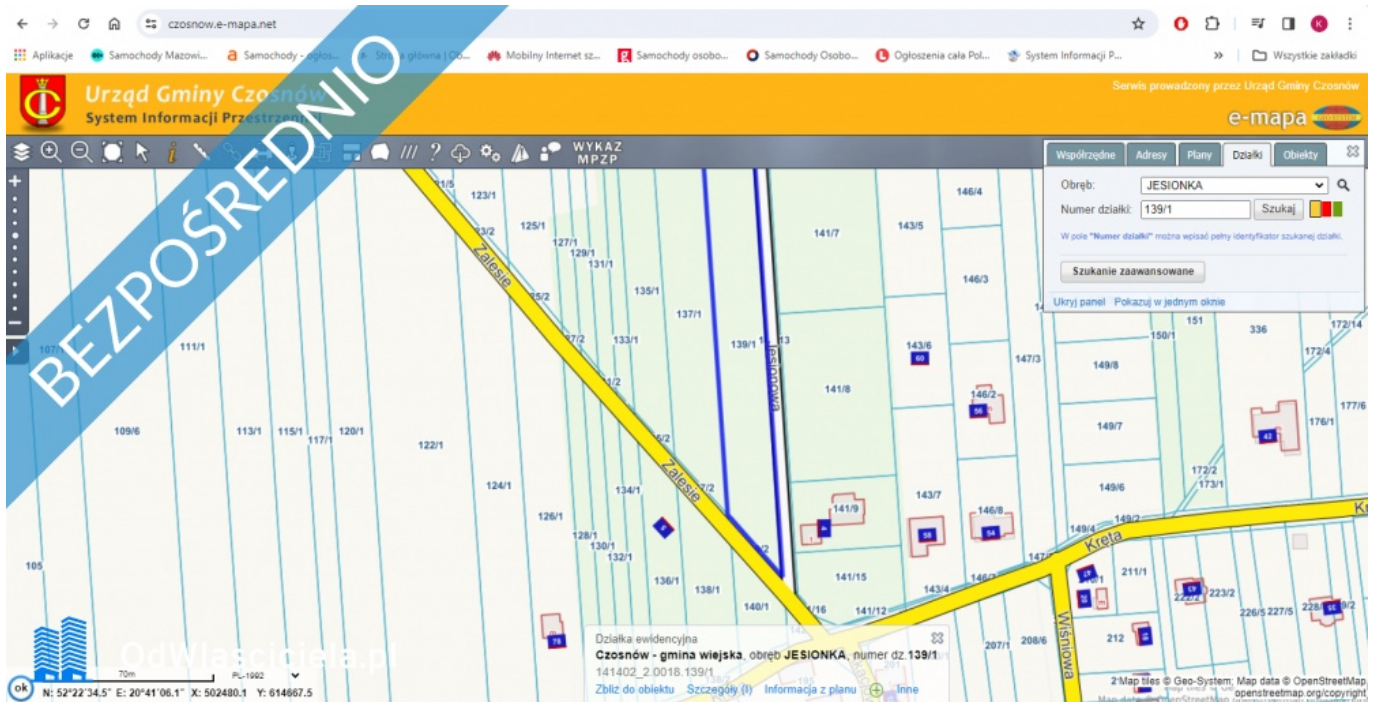 czosnow.e-mapa.net
Aplikacje
Samochody Mazowi...
Samochody - ogłos...
Mobilny Internet sz...
Samochody osobo...
Samochody Osobo...
Ogłoszenia cała Pol...
System Informacji P...
»
Wszystkie zakładki
K
BEZPOŚREDNIO
Urząd Gminy Czosnów
System Informacji Przestrzennej
Serwis prowadzony przez Urząd Gminy Czosnów
e-mapa
WYKAZ
MPZP
Współrzędne Adresy Plany Działki Obiekty
Obręb: JESIONKA
Numer działki: 139/1 Szukaj
W pole "Numer działki" można wpisać pełny identyfikator szukanej działki.
Szukanie zaawansowane
Ukryj panel Pokazuj w jednym oknie
123/1
146/4
125/1
141/7
143/5
127/1
129/1
131/1
146/3
135/1
137/1
151
336
172/14
150/1
111/1
133/1
139/1
143/6
60
147/3
172/4
149/8
141/8
146/2
56
177/6
176/1
109/6
113/1
115/1
117/1
120/1
122/1
149/7
42
Zalesie
Zalesie
Jesionowa
172/2
173/1
124/1
134/1
143/7
149/6
126/1
141/9
4
146/8
58
54
149/4
149/2
Kręta
128/1
130/1
132/1
105
136/1
138/1
141/15
143/4
211/1
47
20
43
223/2
140/1
141/12
226/5
227/5
35
78
207/1
208/6
212
18
Wiśniowa
Działka ewidencyjna
Czosnów - gmina wiejska, obręb JESIONKA, numer dz.139/1
141402_2.0018.139/1
Zbliż do obiektu Szczegóły (I) Informacja z planu Inne
OdWlasciciela.pl
70m
PL-1992
ok
N: 52°22'34.5" E: 20°41'06.1" X: 502480.1 Y: 614667.5
Map tiles © Geo-System; Map data © OpenStreetMap,
openstreetmap.org/copyright